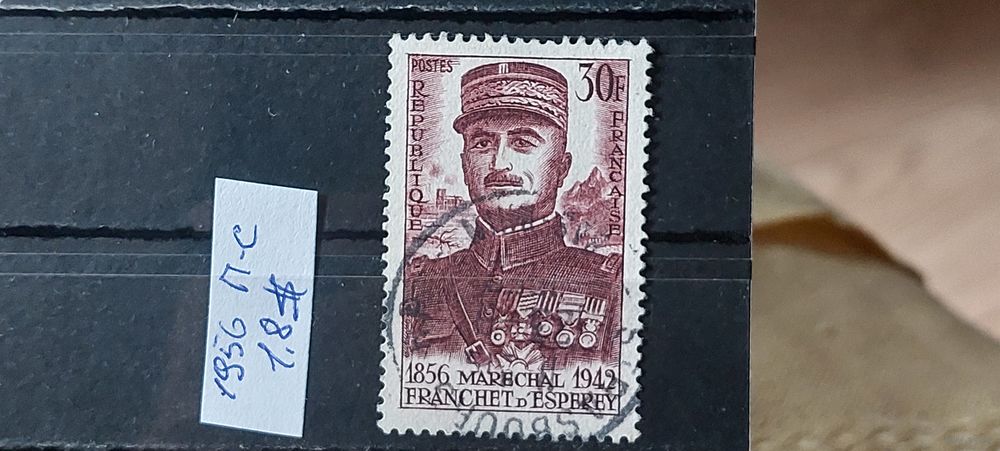 1956 П-С
1.8 $
POSTES
30F
REPUBLIQUE
FRANÇAISE
1856 MARECHAL 1942
FRANCHET D'ESPEREY